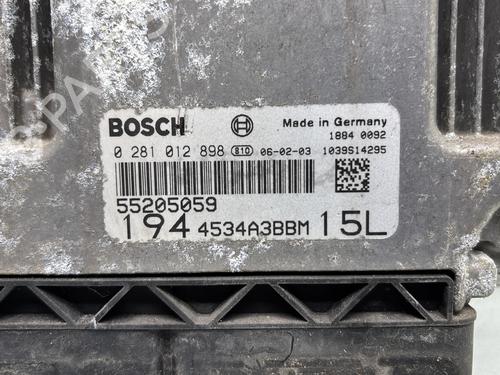 BOSCH
Made in Germany
1884 0092
0 281 012 898 810 06-02-03 1039S14295
55205059
194 4534A3BBM 15L
B-PARTS